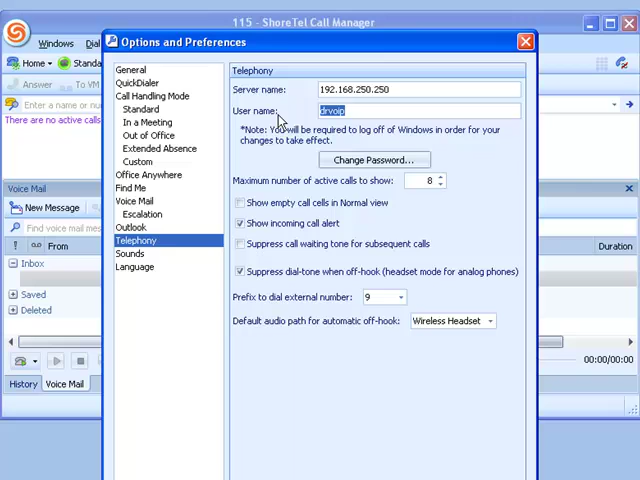 115 - ShoreTel Call Manager
Options and Preferences
Windows
Home
Answer To VM
Enter a name or
There are no active calls
Voice Mail
New Message
Find voice mail
! From Duration
Inbox
Saved
Deleted
00:00/00:00
History Voice Mail
General
QuickDialer
Call Handling Mode
Standard
In a Meeting
Out of Office
Extended Absence
Custom
Office Anywhere
Find Me
Voice Mail
Escalation
Outlook
Telephony
Sounds
Language
Telephony
Server name: 192.168.250.250
User name: drvoip
*Note: You will be required to log off of Windows in order for your
changes to take effect.
Change Password...
Maximum number of active calls to show: 8
Show empty call cells in Normal view
Show incoming call alert
Suppress call waiting tone for subsequent calls
Suppress dial-tone when off-hook (headset mode for analog phones)
Prefix to dial external number: 9
Default audio path for automatic off-hook: Wireless Headset